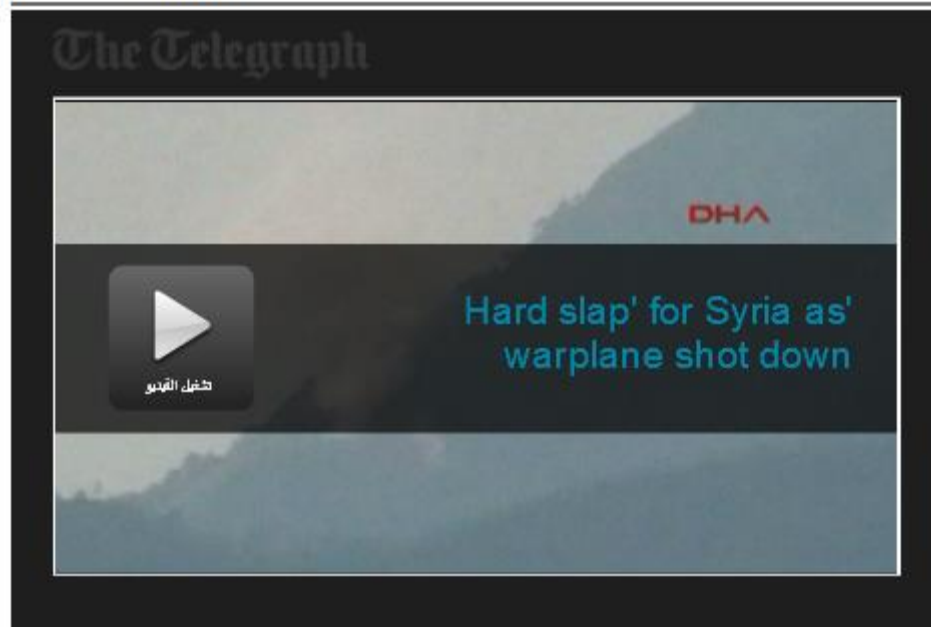 The Telegraph
DHA
Hard slap' for Syria as'
warplane shot down
تشغيل الفيديو